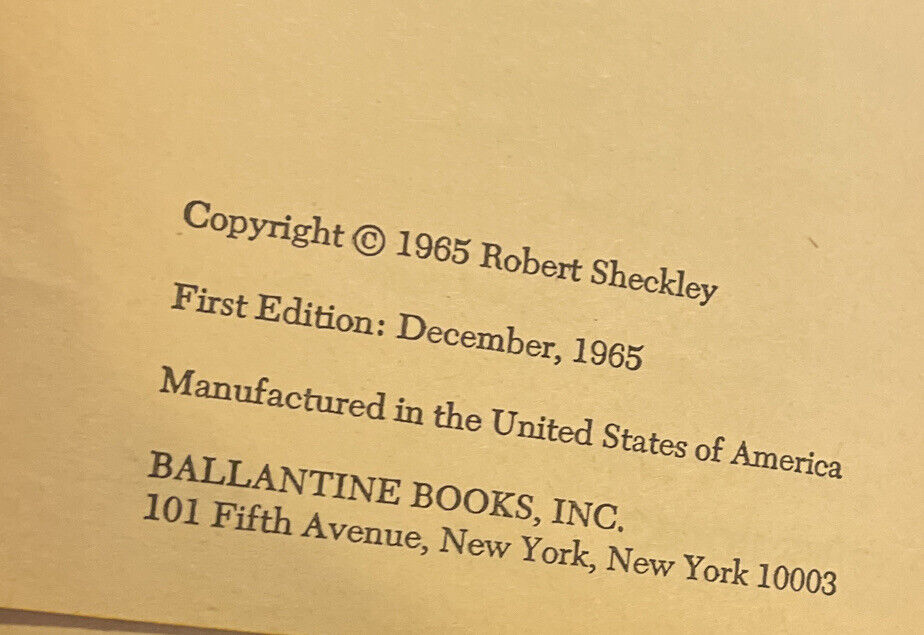 Copyright © 1965 Robert Sheckley
First Edition: December, 1965
Manufactured in the United States of America
BALLANTINE BOOKS, INC.
101 Fifth Avenue, New York, New York 10003